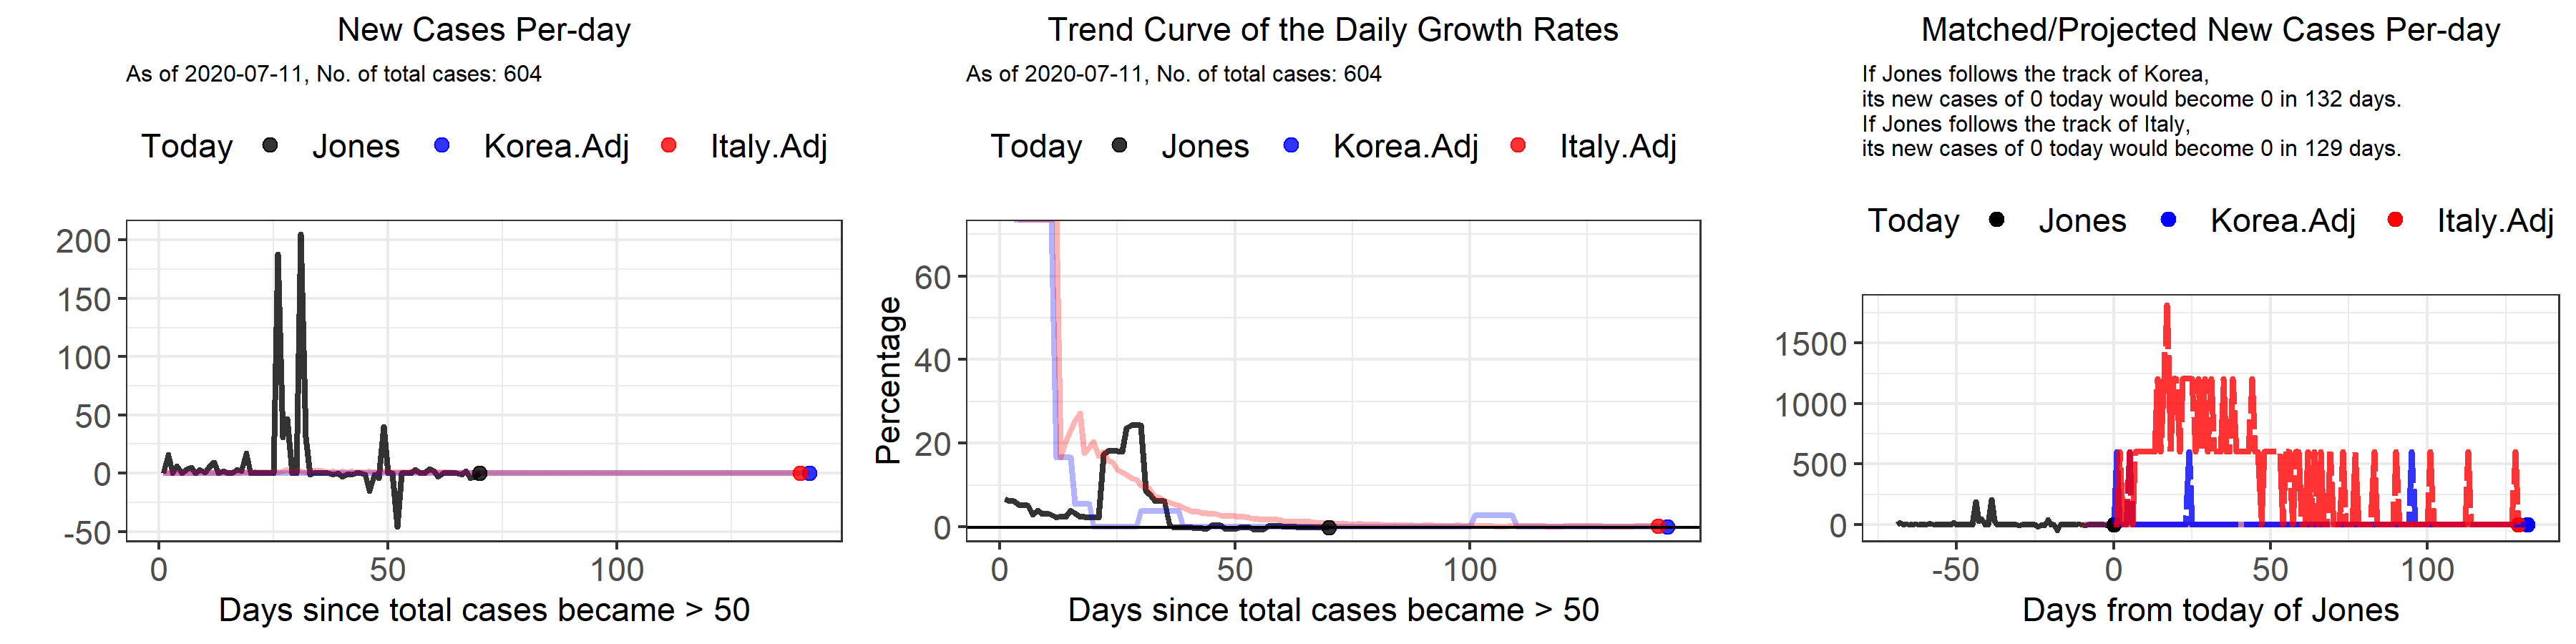 New Cases Per-day
As of 2020-07-11, No. of total cases: 604
Today Jones Korea.Adj Italy.Adj
200
150
100
50
0
-50
0 50 100
Days since total cases became > 50
Trend Curve of the Daily Growth Rates
As of 2020-07-11, No. of total cases: 604
Today Jones Korea.Adj Italy.Adj
Percentage
60
40
20
0
0 50 100
Days since total cases became > 50
Matched/Projected New Cases Per-day
If Jones follows the track of Korea,
its new cases of 0 today would become 0 in 132 days.
If Jones follows the track of Italy,
its new cases of 0 today would become 0 in 129 days.
Today Jones Korea.Adj Italy.Adj
1500
1000
500
0
-50 0 50 100
Days from today of Jones